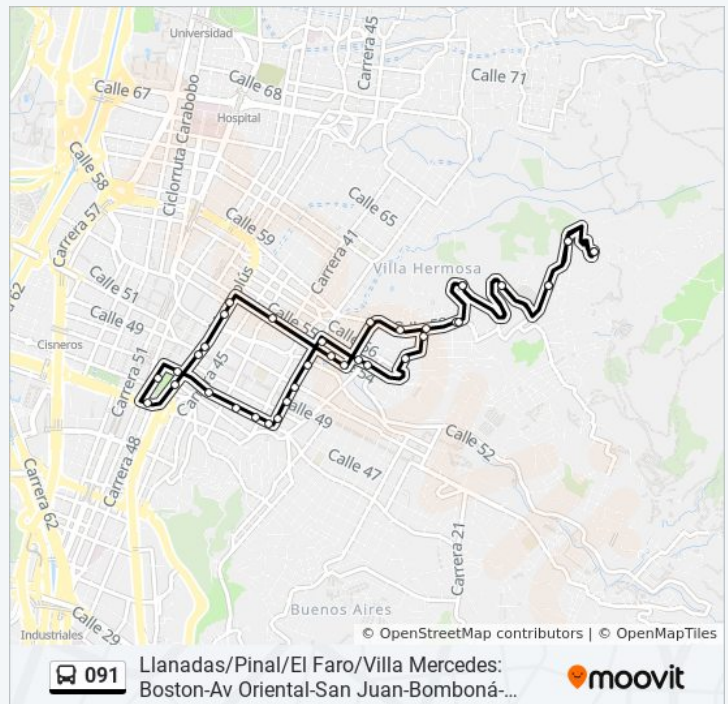 Universidad
Carrera 45
Calle 71
Calle 67
Calle 68
Hospital
Ciclorruta Carabobo
Calle 58
Carrera 57
Calle 65
Calle 59
Carrera 41
Villa Hermosa
Calle 51
plús
62
Calle 49
Calle 55
56
Cisneros
54
Carrera 51
Carrera 45
Calle 49
Calle 52
Carrera 48
Calle 47
Carrera 62
Carrera 21
Buenos Aires
Calle 29
Industriales
© OpenStreetMap contributors | © OpenMapTiles
091
Llanadas/Pinal/El Faro/Villa Mercedes:
Boston-Av Oriental-San Juan-Bomboná-...
moovit